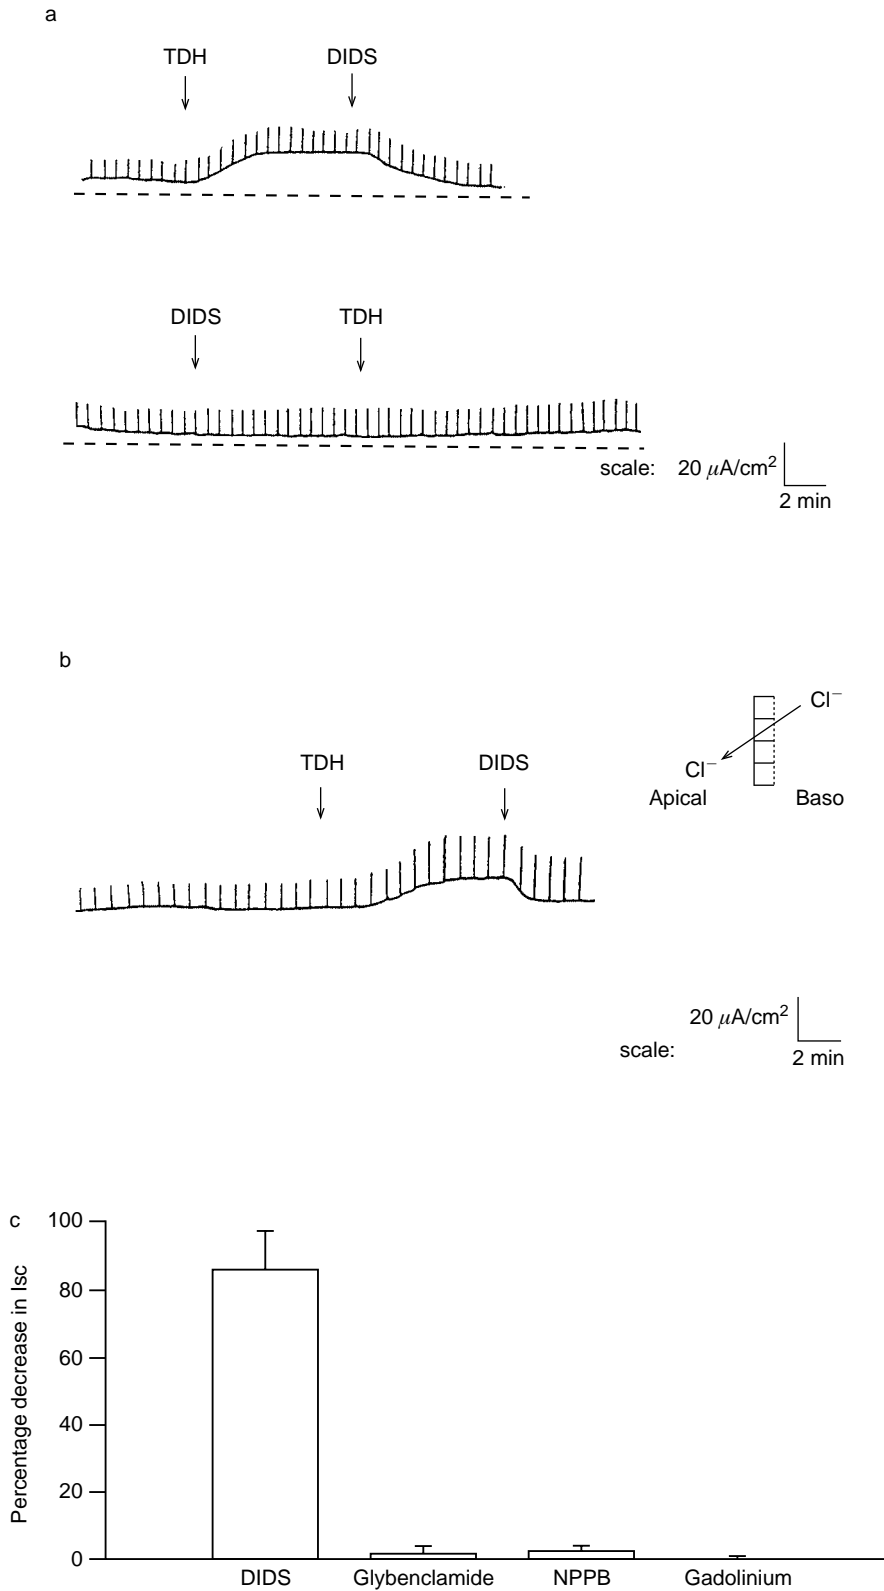 a
TDH DIDS
DIDS TDH
scale: 20 μA/cm²
2 min
b
Cl⁻
TDH DIDS
Cl⁻
Apical Baso
20 μA/cm²
scale:
2 min
c
Percentage decrease in Isc
100
80
60
40
20
0
DIDS Glybenclamide NPPB Gadolinium